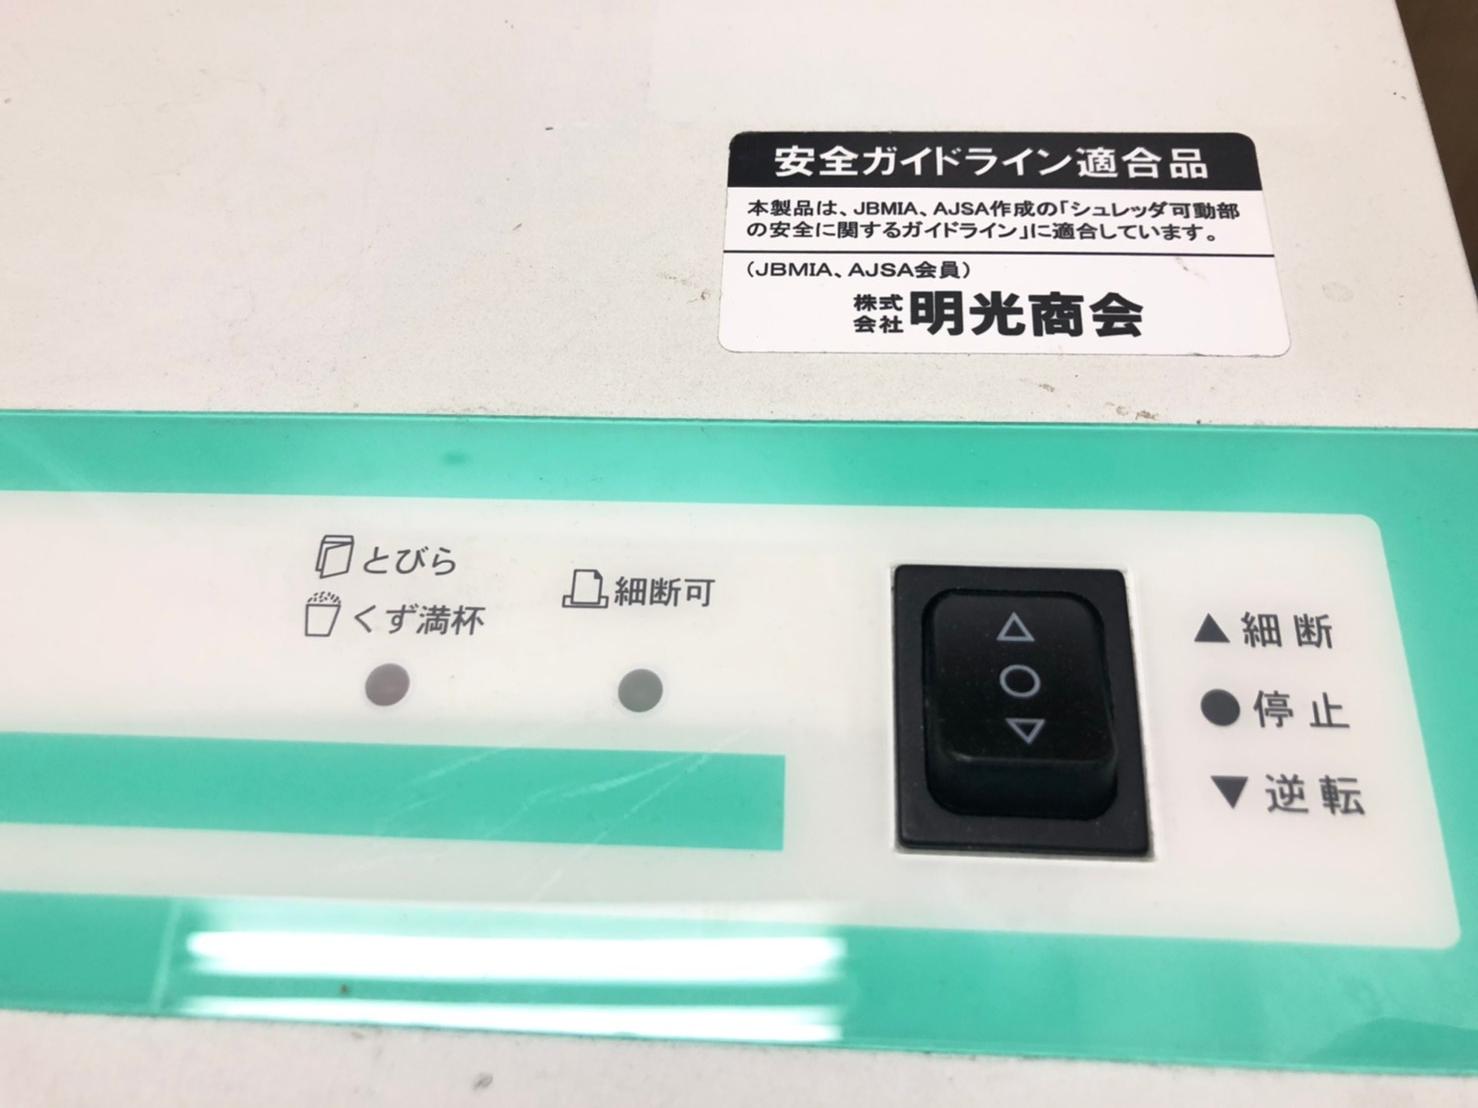 安全ガイドライン適合品
本製品は、JBMIA、AJSA作成の「シュレッダ可動部
の安全に関するガイドライン」に適合しています。
（JBMIA、AJSA会員）
株式会社 明光商会
とびら
くず満杯
細断可
△
○
▽
▲細断
●停止
▼逆転